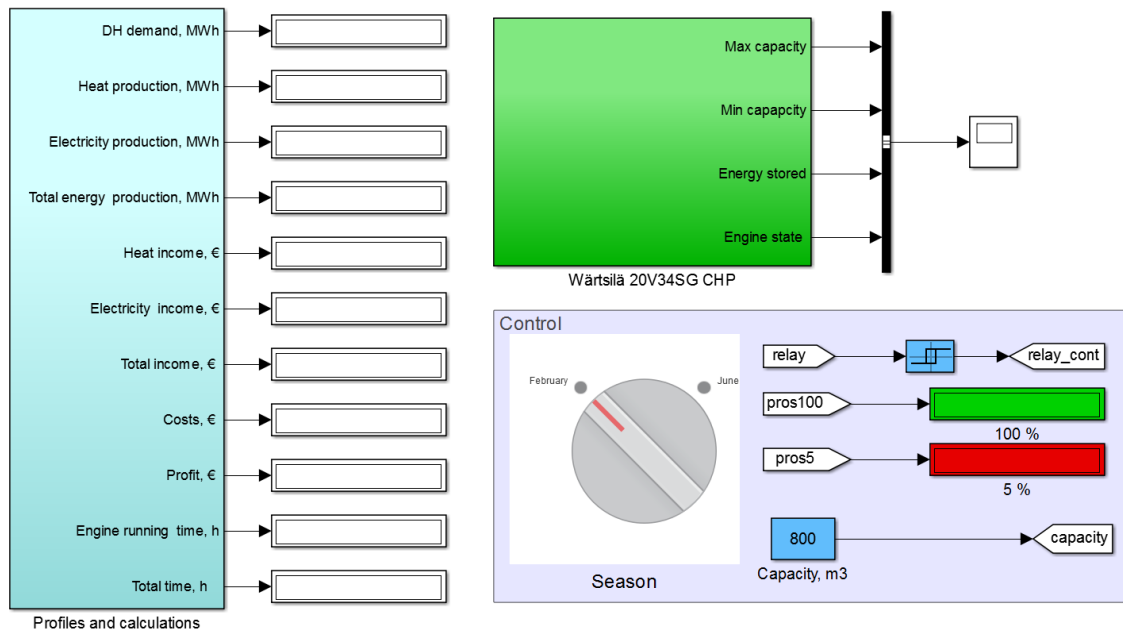 DH demand, MWh
Heat production, MWh
Electricity production, MWh
Total energy production, MWh
Heat income, €
Electricity income, €
Total income, €
Costs, €
Profit, €
Engine running time, h
Total time, h
Profiles and calculations
Max capacity
Min capapcity
Energy stored
Engine state
Wärtsilä 20V34SG CHP
Control
February
June
Season
relay
relay_cont
pros100
100 %
pros5
5 %
800
capacity
Capacity, m3